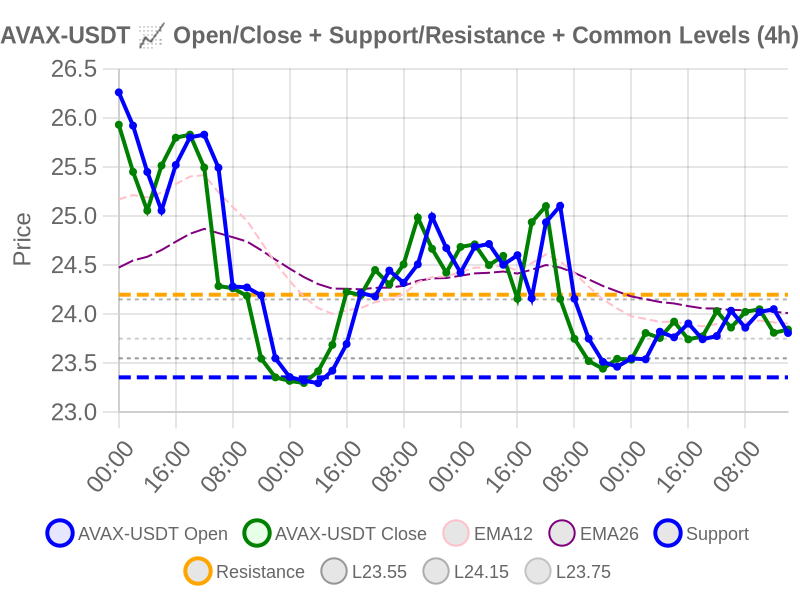 AVAX-USDT 📈 Open/Close + Support/Resistance + Common Levels (4h)
26.5
26.0
25.5
25.0
24.5
24.0
23.5
23.0
Price
00:00 16:00 08:00 00:00 16:00 08:00 00:00 16:00 08:00 00:00 16:00 08:00
AVAX-USDT Open AVAX-USDT Close EMA12 EMA26 Support
Resistance L23.55 L24.15 L23.75